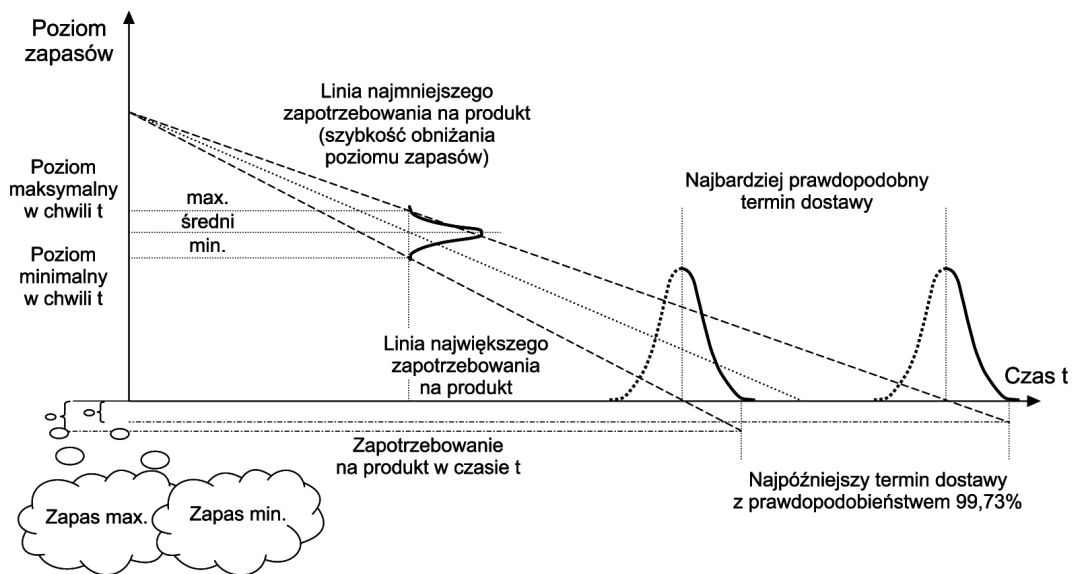 Poziom
zapasów
Linia najmniejszego
zapotrzebowania na produkt
(szybkość obniżania
poziomu zapasów)
Poziom
maksymalny
w chwili t
max.
średni
min.
Poziom
minimalny
w chwili t
Najbardziej prawdopodobny
termin dostawy
Linia największego
zapotrzebowania
na produkt
Czas t
Zapotrzebowanie
na produkt w czasie t
Najpóźniejszy termin dostawy
z prawdopodobieństwem 99,73%
Zapas max.
Zapas min.